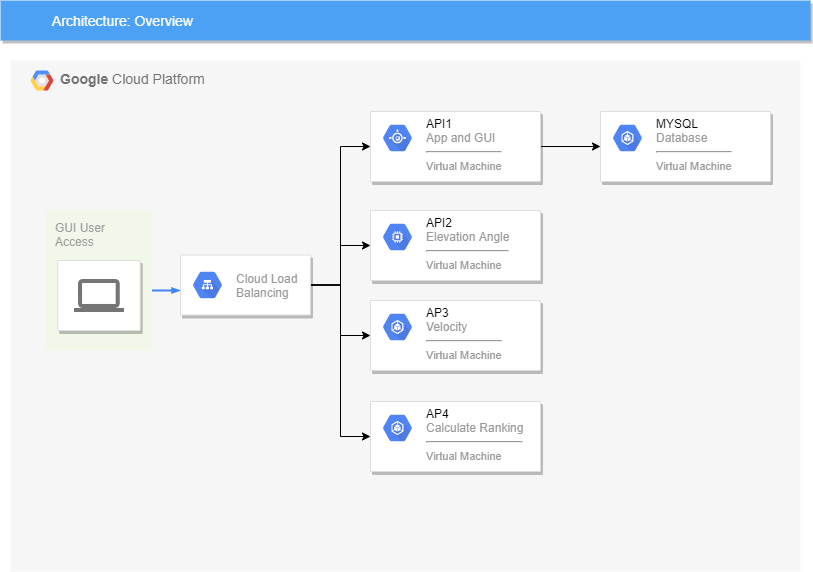 Architecture: Overview
Google Cloud Platform
API1
App and GUI
Virtual Machine
MYSQL
Database
Virtual Machine
GUI User
Access
API2
Elevation Angle
Virtual Machine
Cloud Load
Balancing
AP3
Velocity
Virtual Machine
AP4
Calculate Ranking
Virtual Machine